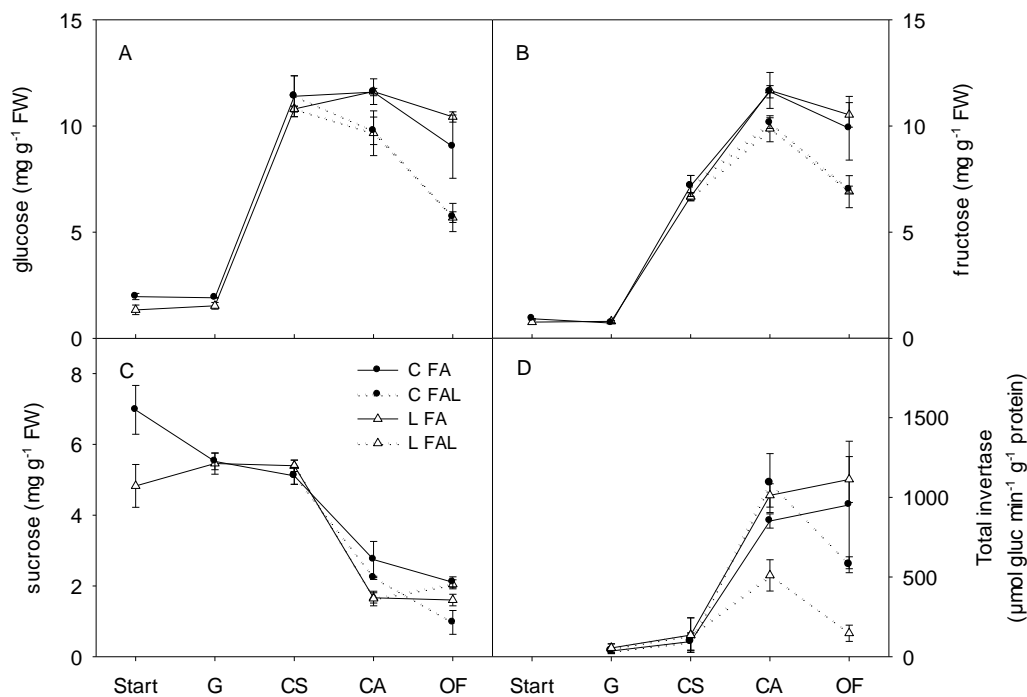 A
15
10
5
0
glucose (mg g⁻¹ FW)
B
15
10
5
0
fructose (mg g⁻¹ FW)
C
8
6
4
2
0
sucrose (mg g⁻¹ FW)
C FA
C FAL
L FA
L FAL
D
1500
1000
500
0
Total invertase
(µmol gluc min⁻¹ g⁻¹ protein)
Start G CS CA OF
G CS CA OF Start